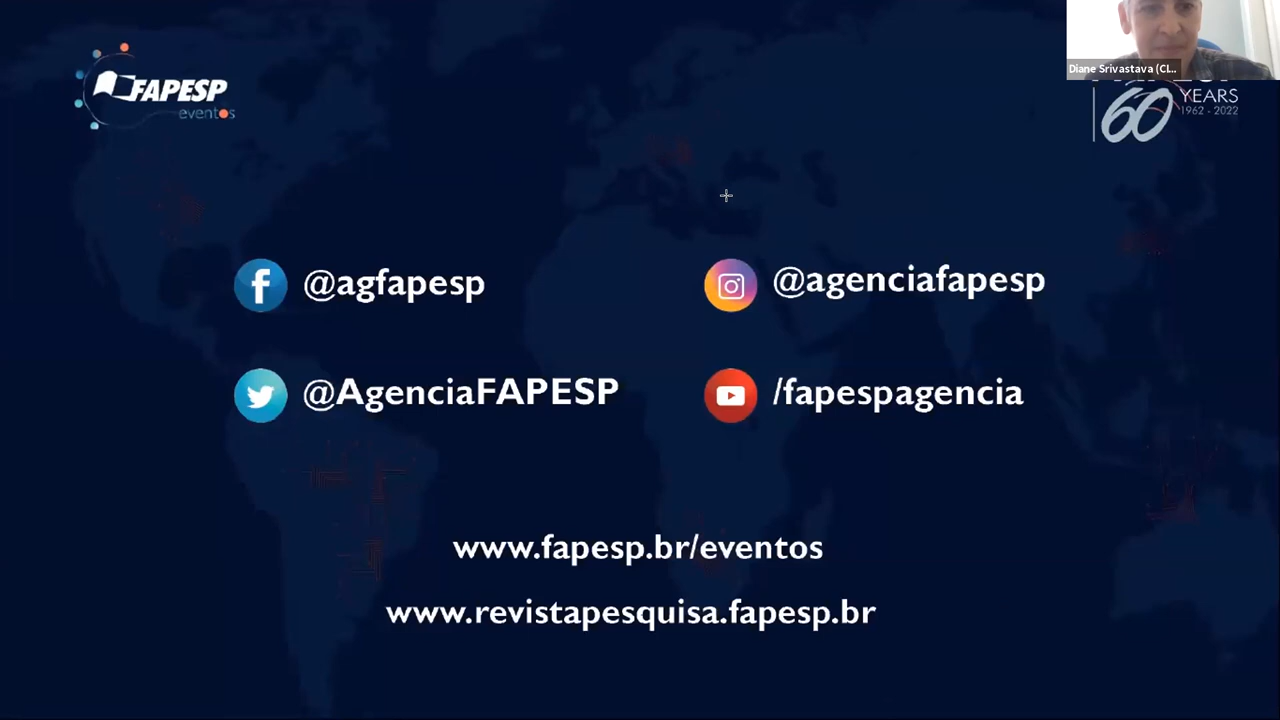 FAPESP
eventos
Diane Srivastava (Cl...
60 YEARS
1962 - 2022
@agfapesp
@agenciafapesp
@AgenciaFAPESP
/fapespagencia
www.fapesp.br/eventos
www.revistapesquisa.fapesp.br